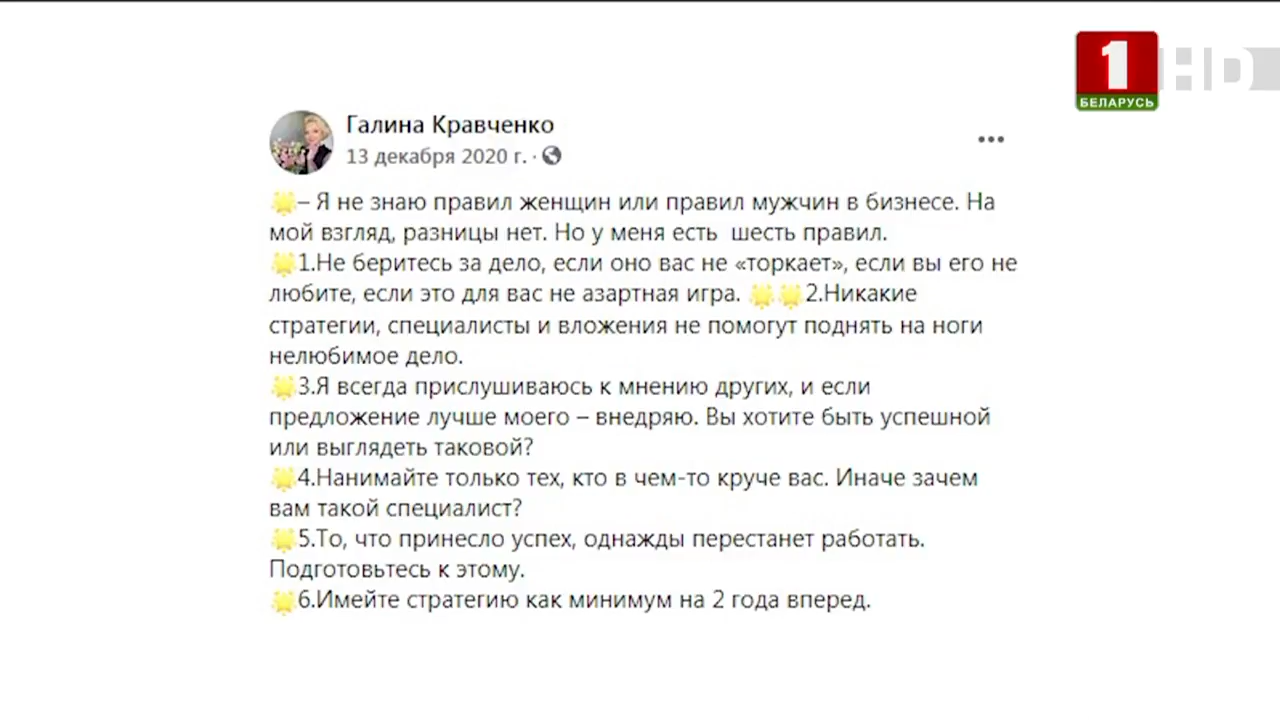 1 HD
БЕЛАРУСЬ
Галина Кравченко
13 декабря 2020 г. ·
🌟– Я не знаю правил женщин или правил мужчин в бизнесе. На
мой взгляд, разницы нет. Но у меня есть  шесть правил.
🌟1.Не беритесь за дело, если оно вас не «торкает», если вы его не
любите, если это для вас не азартная игра. 🌟🌟2.Никакие
стратегии, специалисты и вложения не помогут поднять на ноги
нелюбимое дело.
🌟3.Я всегда прислушиваюсь к мнению других, и если
предложение лучше моего – внедряю. Вы хотите быть успешной
или выглядеть таковой?
🌟4.Нанимайте только тех, кто в чем-то круче вас. Иначе зачем
вам такой специалист?
🌟5.То, что принесло успех, однажды перестанет работать.
Подготовьтесь к этому.
🌟6.Имейте стратегию как минимум на 2 года вперед.